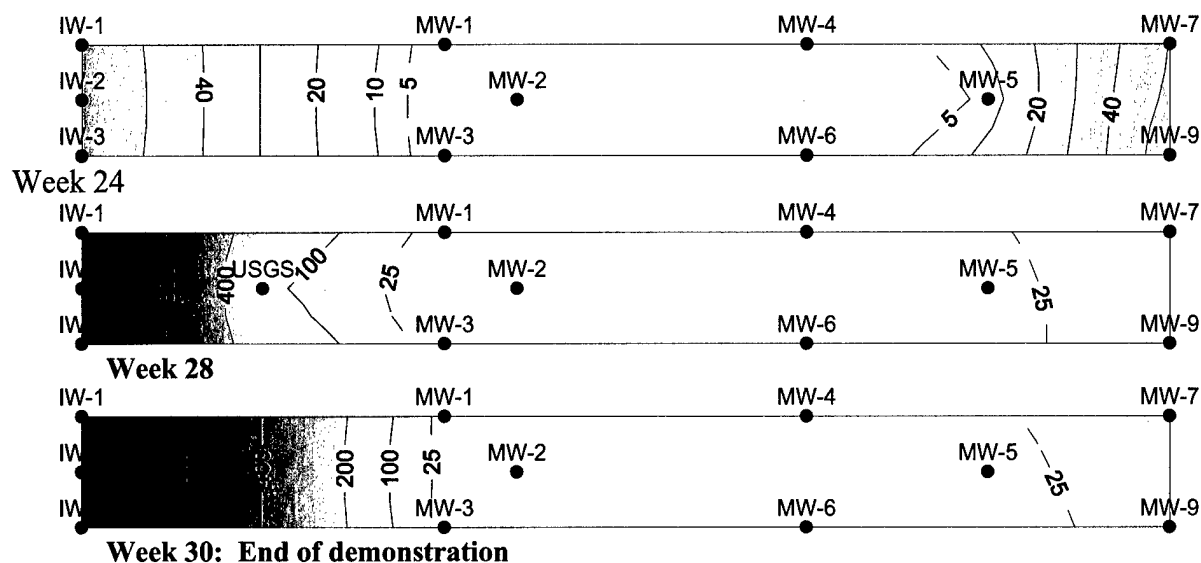 IW-1 MW-1 MW-4 MW-7
IW-2 40 20 10 5 MW-2 MW-5 20 40
IW-3 MW-3 5 MW-6 MW-9
Week 24
IW-1 MW-1 MW-4 MW-7
IW 400 USGS 100 25 MW-2 MW-5 25
IW MW-3 MW-6 MW-9
Week 28
IW-1 MW-1 MW-4 MW-7
IW 200 100 25 MW-2 MW-5 25
IW MW-3 MW-6 MW-9
Week 30: End of demonstration